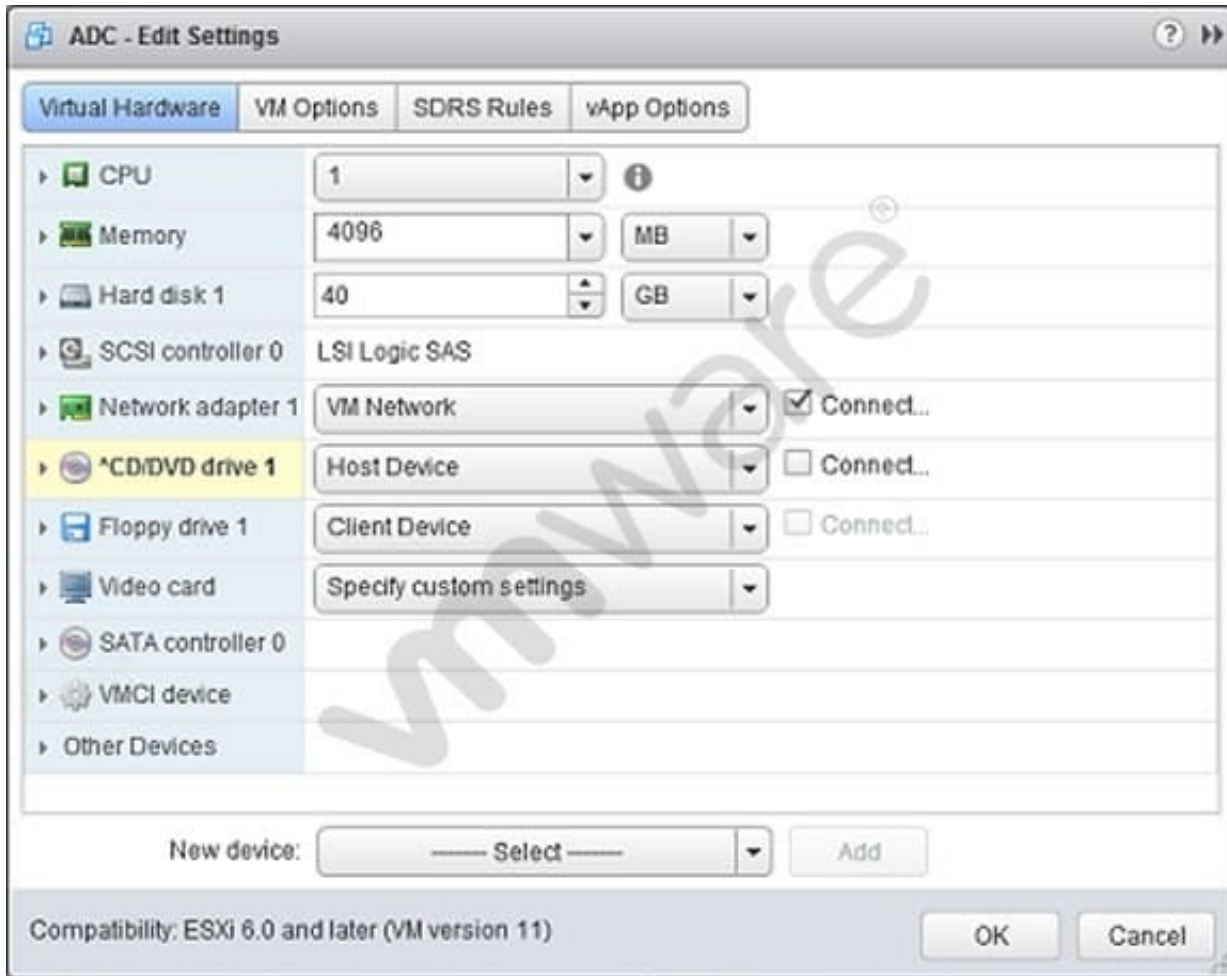 ADC - Edit Settings
Virtual Hardware VM Options SDRS Rules vApp Options
CPU 1
Memory 4096 MB
Hard disk 1 40 GB
SCSI controller 0 LSI Logic SAS
Network adapter 1 VM Network Connect...
^CD/DVD drive 1 Host Device Connect...
Floppy drive 1 Client Device Connect...
Video card Specify custom settings
SATA controller 0
VMCI device
Other Devices
New device: ------- Select ------- Add
Compatibility: ESXi 6.0 and later (VM version 11) OK Cancel
vmware®